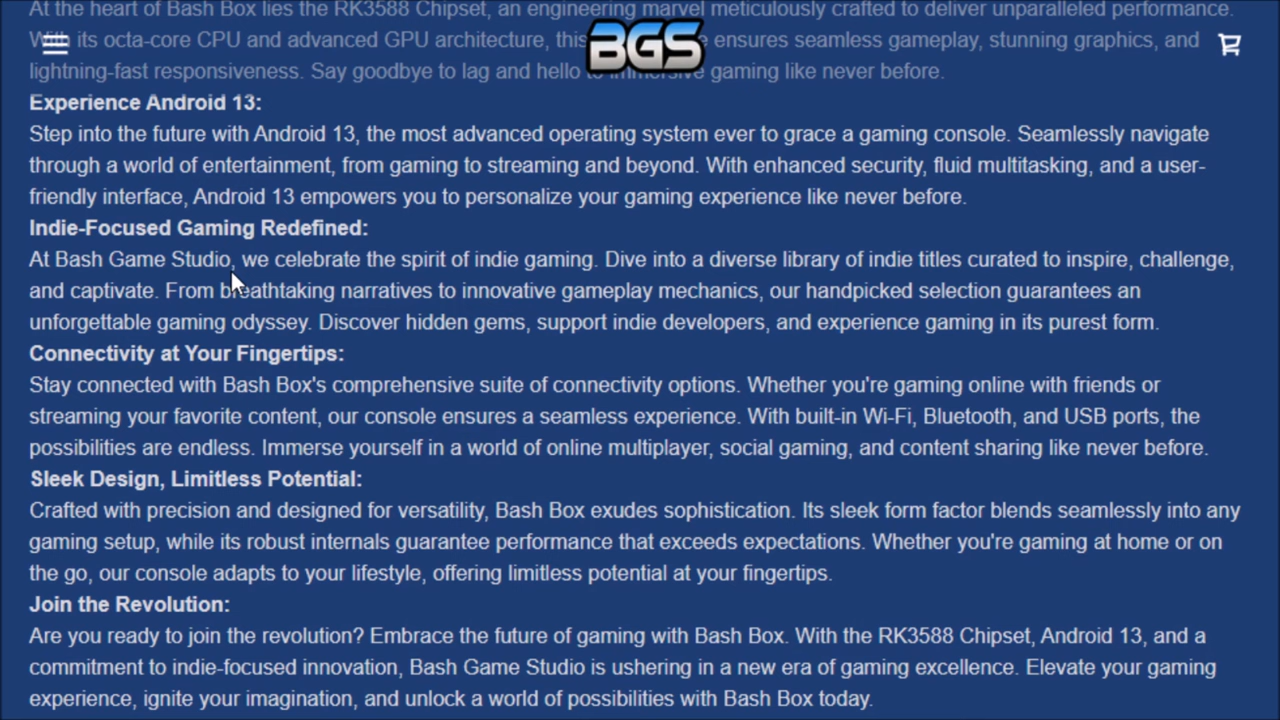 At the heart of Bash Box lies the RK3588 Chipset, an engineering marvel meticulously crafted to deliver unparalleled performance.
With its octa-core CPU and advanced GPU architecture, this ensures seamless gameplay, stunning graphics, and
BGS
lightning-fast responsiveness. Say goodbye to lag and hello to immersive gaming like never before.
Experience Android 13:
Step into the future with Android 13, the most advanced operating system ever to grace a gaming console. Seamlessly navigate
through a world of entertainment, from gaming to streaming and beyond. With enhanced security, fluid multitasking, and a user-
friendly interface, Android 13 empowers you to personalize your gaming experience like never before.
Indie-Focused Gaming Redefined:
At Bash Game Studio, we celebrate the spirit of indie gaming. Dive into a diverse library of indie titles curated to inspire, challenge,
and captivate. From breathtaking narratives to innovative gameplay mechanics, our handpicked selection guarantees an
unforgettable gaming odyssey. Discover hidden gems, support indie developers, and experience gaming in its purest form.
Connectivity at Your Fingertips:
Stay connected with Bash Box's comprehensive suite of connectivity options. Whether you're gaming online with friends or
streaming your favorite content, our console ensures a seamless experience. With built-in Wi-Fi, Bluetooth, and USB ports, the
possibilities are endless. Immerse yourself in a world of online multiplayer, social gaming, and content sharing like never before.
Sleek Design, Limitless Potential:
Crafted with precision and designed for versatility, Bash Box exudes sophistication. Its sleek form factor blends seamlessly into any
gaming setup, while its robust internals guarantee performance that exceeds expectations. Whether you're gaming at home or on
the go, our console adapts to your lifestyle, offering limitless potential at your fingertips.
Join the Revolution:
Are you ready to join the revolution? Embrace the future of gaming with Bash Box. With the RK3588 Chipset, Android 13, and a
commitment to indie-focused innovation, Bash Game Studio is ushering in a new era of gaming excellence. Elevate your gaming
experience, ignite your imagination, and unlock a world of possibilities with Bash Box today.